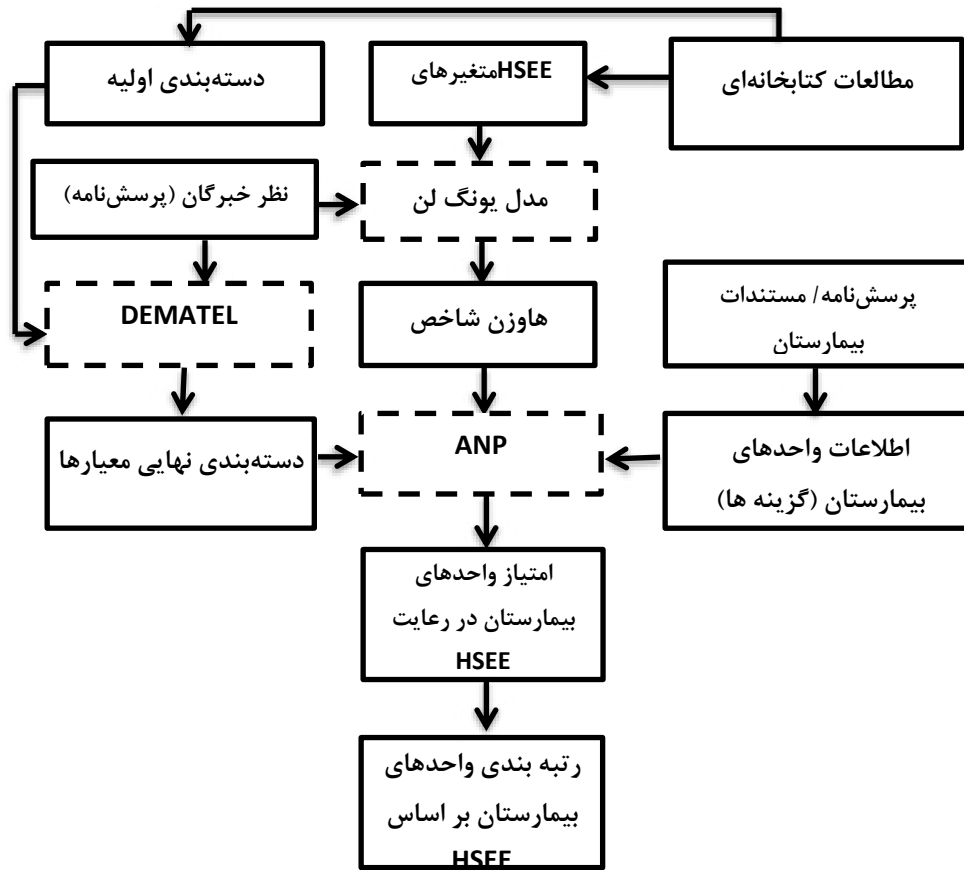 مطالعات کتابخانه‌ای
HSEEمتغیرهای
دسته‌بندی اولیه
مدل یونگ لن
نظر خبرگان (پرسش‌نامه)
پرسش‌نامه/ مستندات
بیمارستان
هاوزن شاخص
DEMATEL
اطلاعات واحدهای
بیمارستان (گزینه ها)
ANP
دسته‌بندی نهایی معیارها
امتیاز واحدهای
بیمارستان در رعایت
HSEE
رتبه بندی واحدهای
بیمارستان بر اساس
HSEE